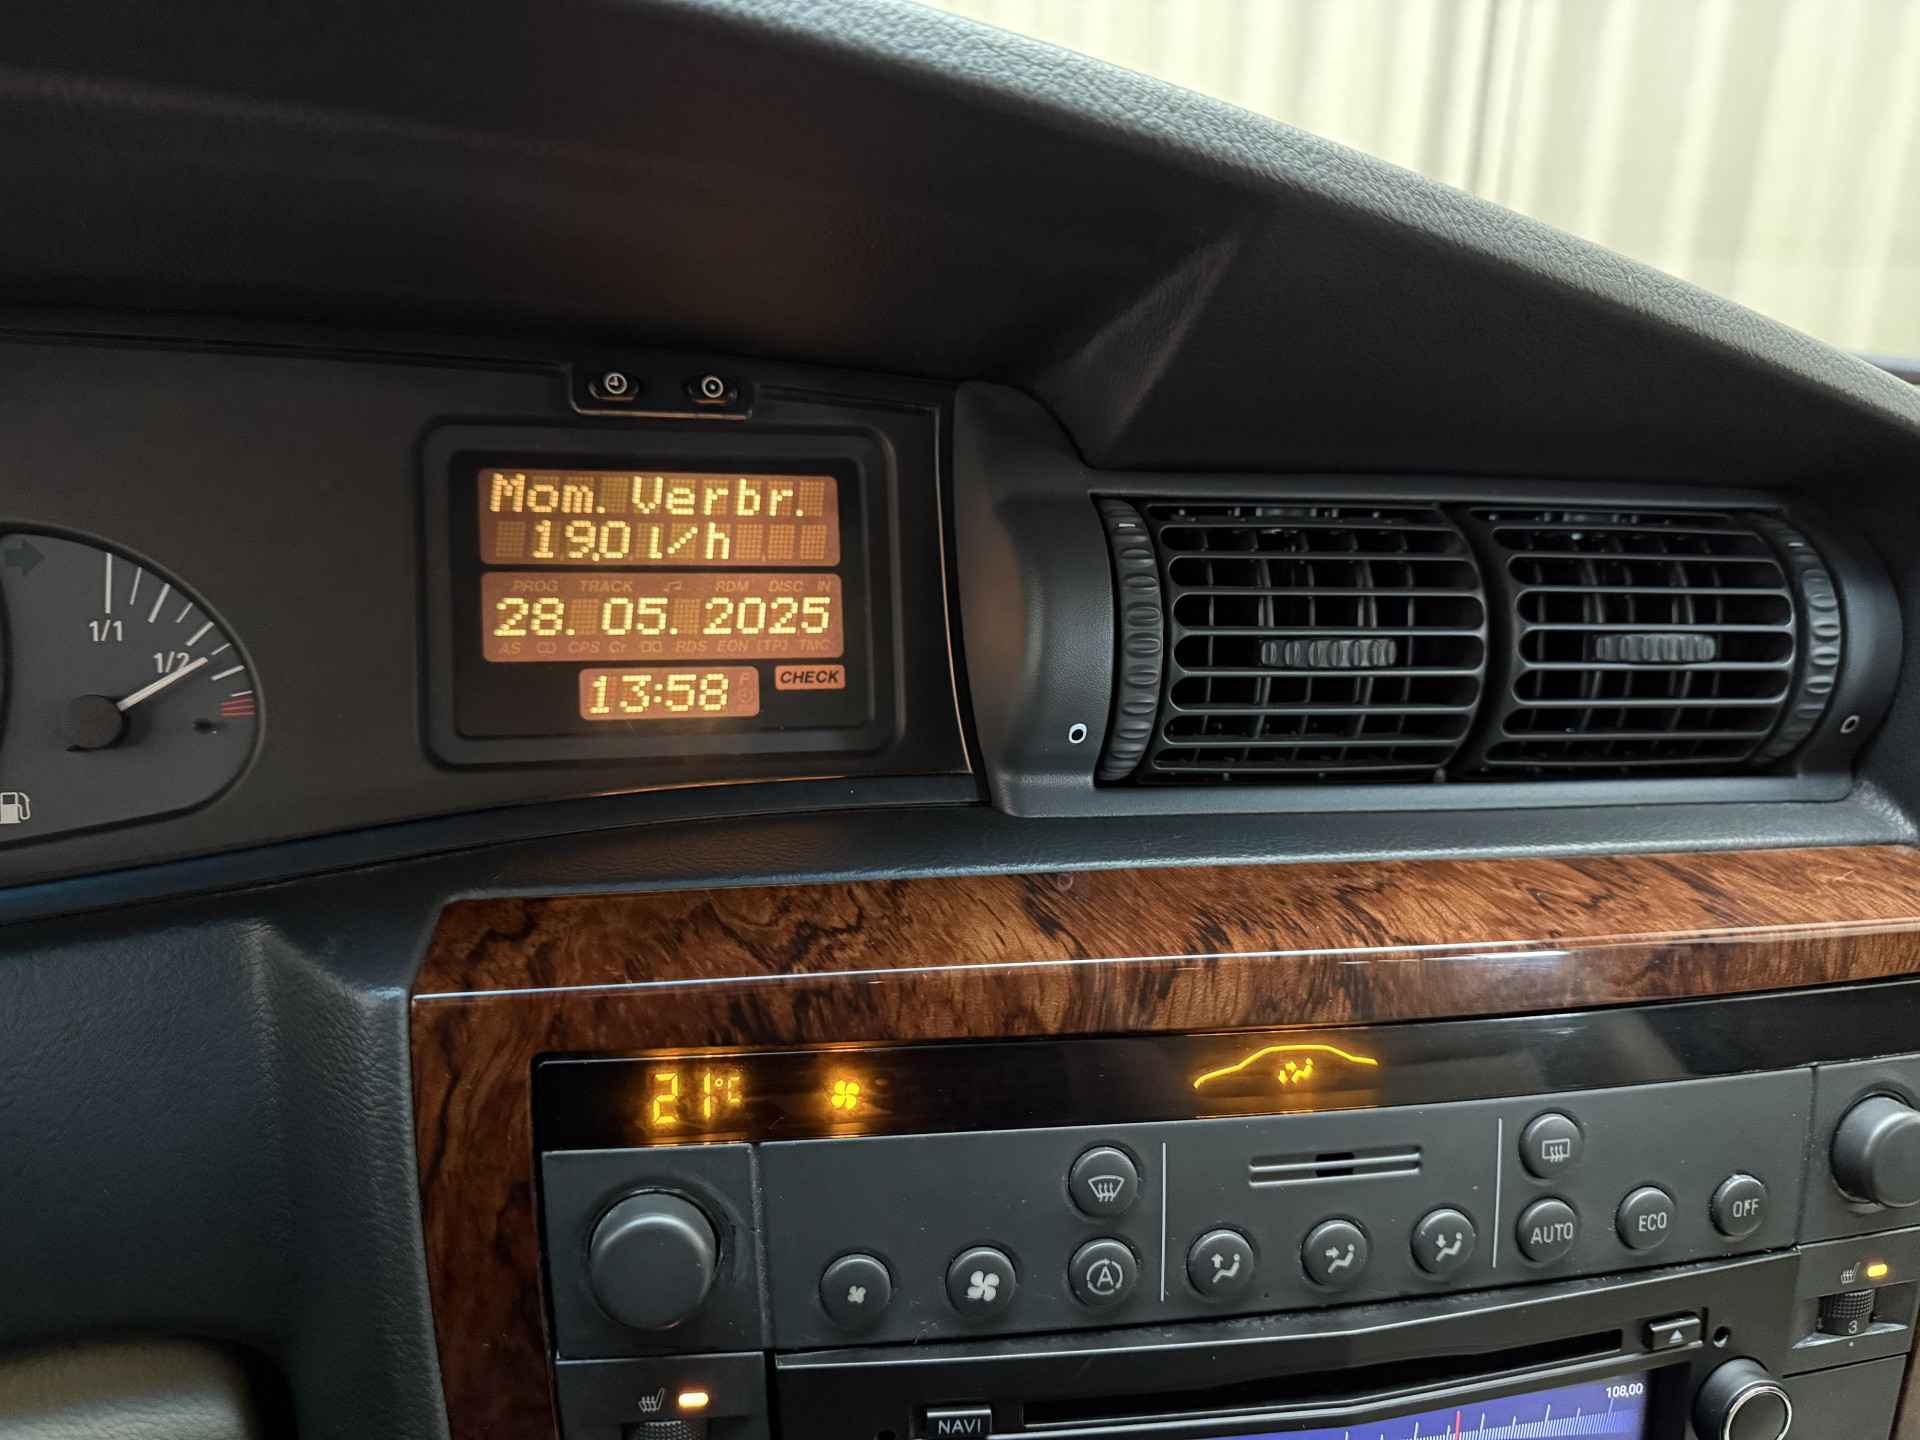 Mom. Verbr.
19,0 l/h
PROG TRACK RDM DISC IN
28. 05. 2025
AS CD CPS Cr RDS EON [TP] TMC
13:58
CHECK
1/1
1/2
21°C
AUTO
ECO
OFF
A
1 3
NAVI
108,00